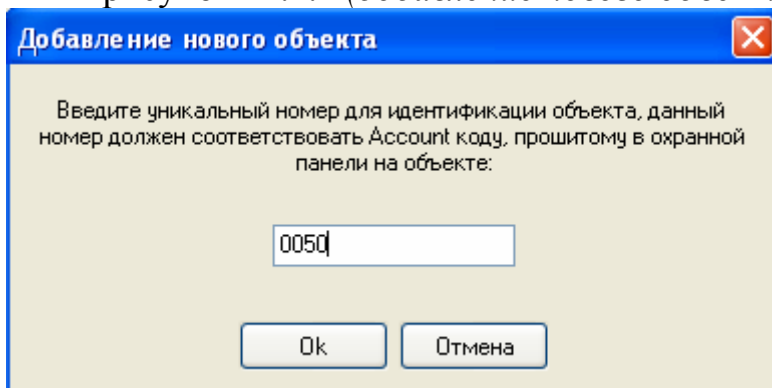 Добавление нового объекта
Введите уникальный номер для идентификации объекта, данный
номер должен соответствовать Account коду, прошитому в охранной
панели на объекте:
0050
Ok
Отмена